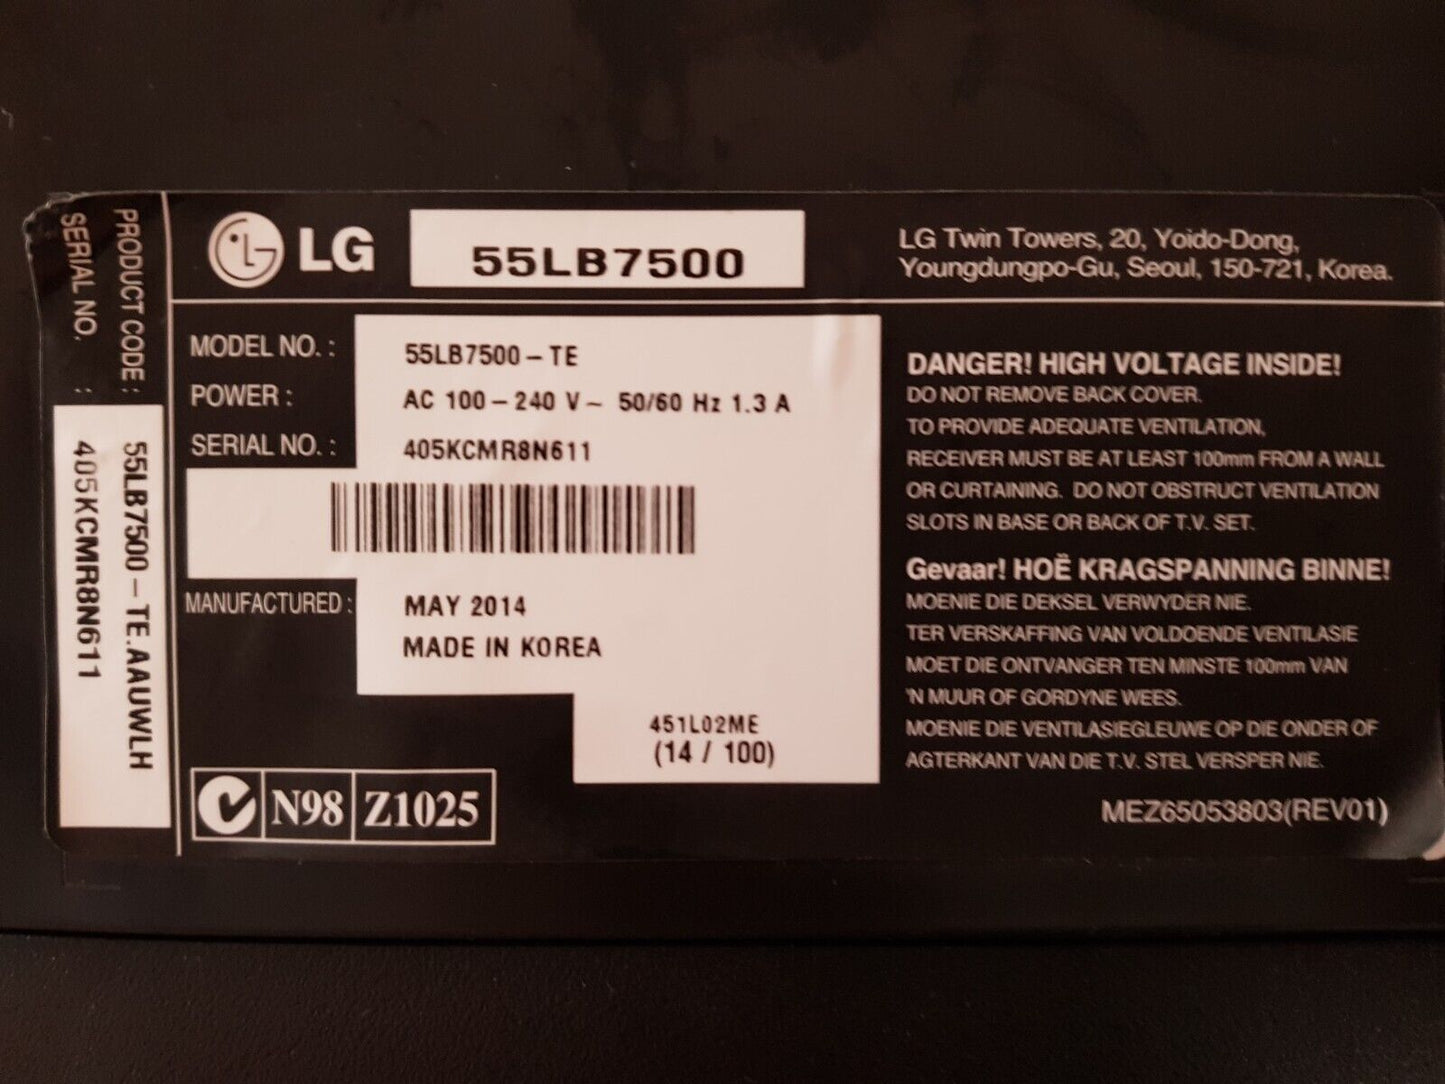 PRODUCT CODE : 55LB7500-TE.AAUWLH
SERIAL NO. : 405KCMR8N611
LG
55LB7500
LG Twin Towers, 20, Yoido-Dong,
Youngdungpo-Gu, Seoul, 150-721, Korea.
MODEL NO. : 55LB7500-TE
POWER : AC 100-240 V~ 50/60 Hz 1.3 A
SERIAL NO. : 405KCMR8N611
MANUFACTURED : MAY 2014
MADE IN KOREA
451L02ME
(14 / 100)
N98 Z1025
DANGER! HIGH VOLTAGE INSIDE!
DO NOT REMOVE BACK COVER.
TO PROVIDE ADEQUATE VENTILATION,
RECEIVER MUST BE AT LEAST 100mm FROM A WALL
OR CURTAINING. DO NOT OBSTRUCT VENTILATION
SLOTS IN BASE OR BACK OF T.V. SET.
Gevaar! HOË KRAGSPANNING BINNE!
MOENIE DIE DEKSEL VERWYDER NIE.
TER VERSKAFFING VAN VOLDOENDE VENTILASIE
MOET DIE ONTVANGER TEN MINSTE 100mm VAN
'N MUUR OF GORDYNE WEES.
MOENIE DIE VENTILASIEGLEUWE OP DIE ONDER OF
AGTERKANT VAN DIE T.V. STEL VERSPER NIE.
MEZ65053803(REV01)